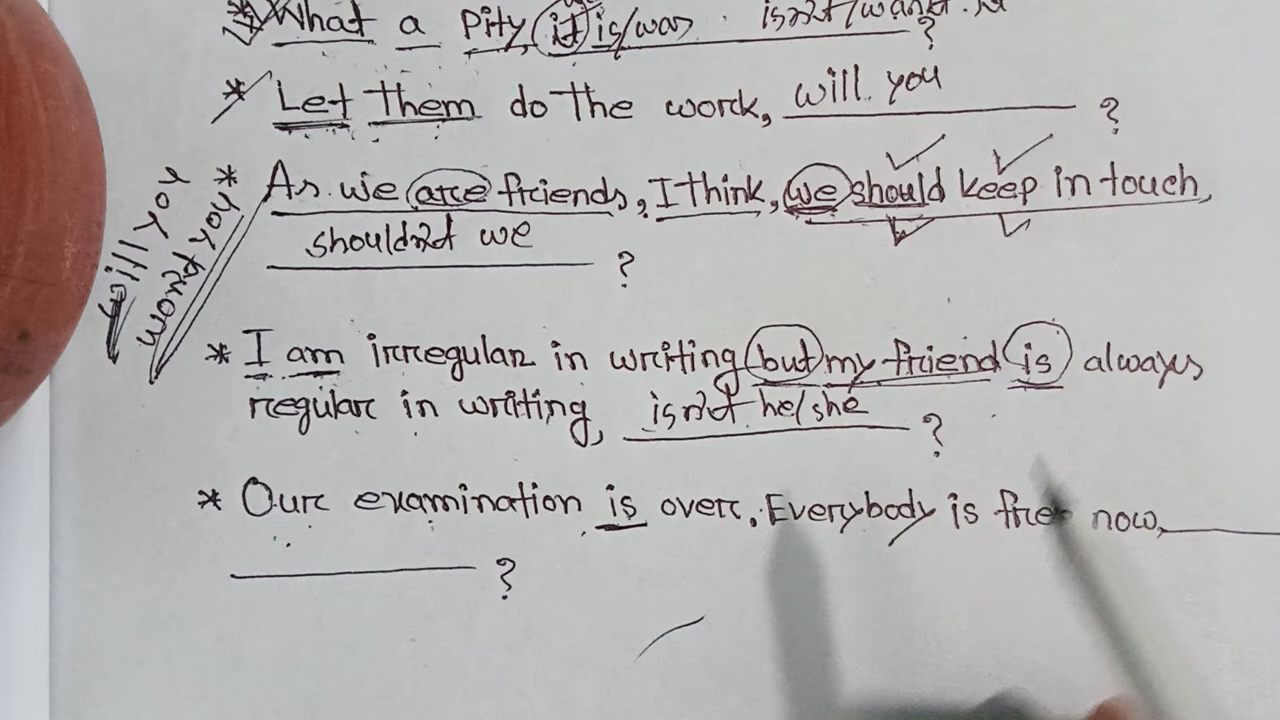 What a Pity, it is/was isn't/wasn't it ?
* Let them do the work, will you ?
* As we are friends, I think, we should keep in touch,
shouldn't we ?
* I am irregular in writing but my friend is always
regular in writing, isn't he/she ?
* Our examination is over. Everybody is free now,
?
will you